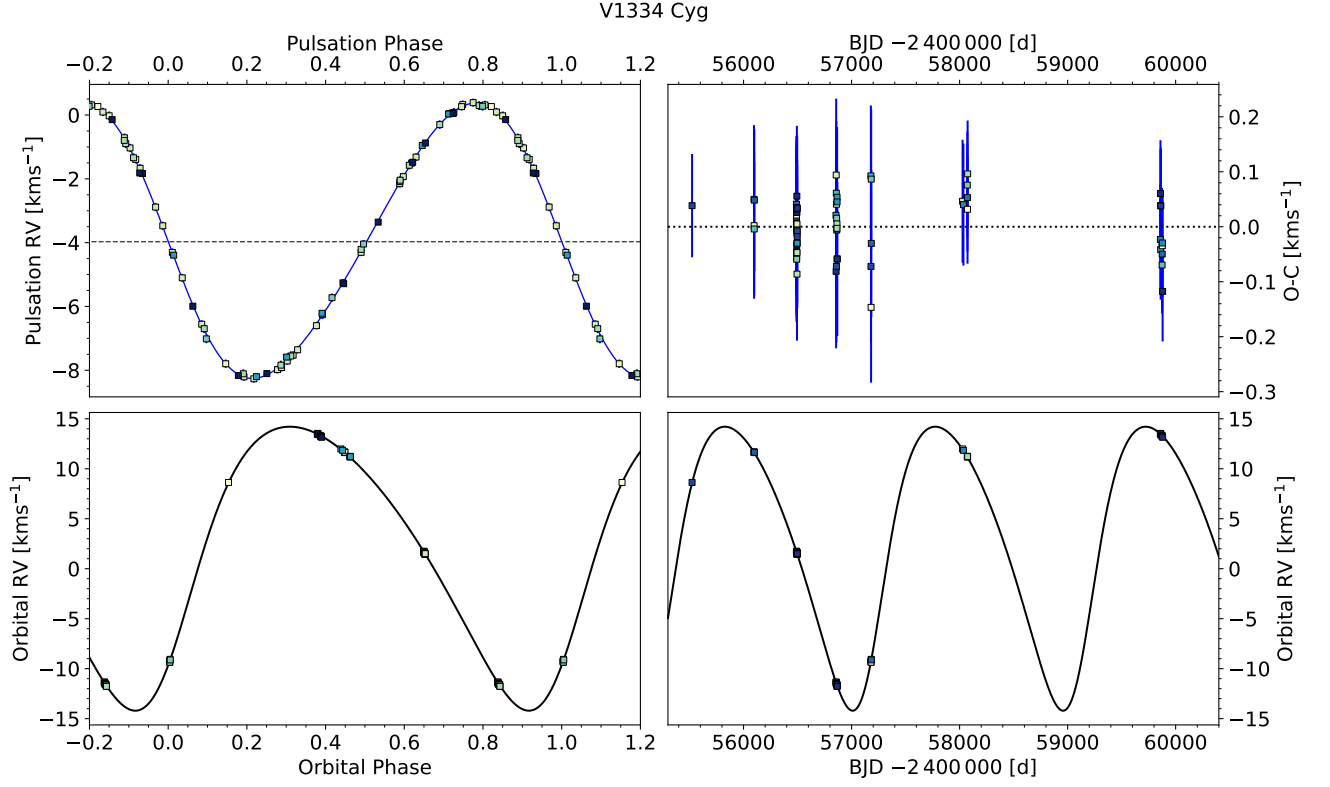 V1334 Cyg
Pulsation Phase
BJD −2 400 000 [d]
−0.2 0.0 0.2 0.4 0.6 0.8 1.0 1.2
56000 57000 58000 59000 60000
Pulsation RV [kms⁻¹]
0
−2
−4
−6
−8
0.2
0.1
0.0
−0.1
−0.2
−0.3
O-C [kms⁻¹]
Orbital RV [kms⁻¹]
15
10
5
0
−5
−10
−15
15
10
5
0
−5
−10
−15
Orbital RV [kms⁻¹]
−0.2 0.0 0.2 0.4 0.6 0.8 1.0 1.2
56000 57000 58000 59000 60000
Orbital Phase
BJD −2 400 000 [d]